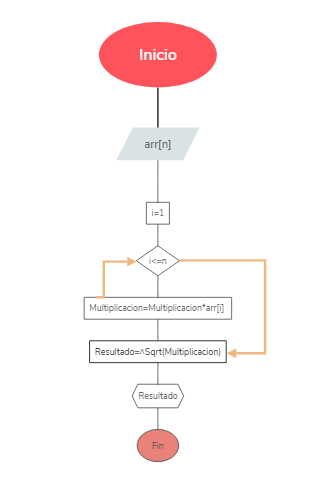 Inicio
arr[n]
i=1
i<=n
Multiplicacion=Multiplicacion*arr[i]
Resultado=^Sqrt(Multiplicacion)
Resultado
Fin